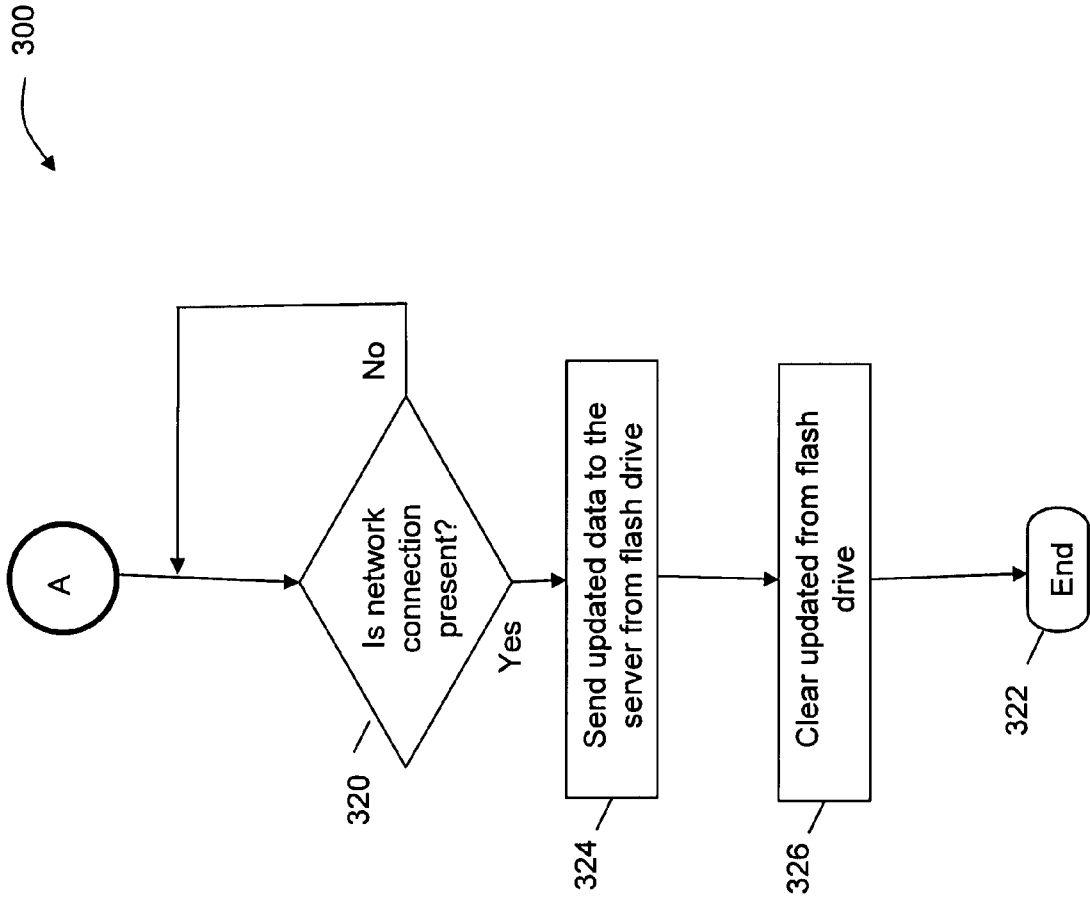 300
A
Is network
connection
present?
No
Yes
320
Send updated data to the
server from flash drive
324
Clear updated from flash
drive
326
End
322